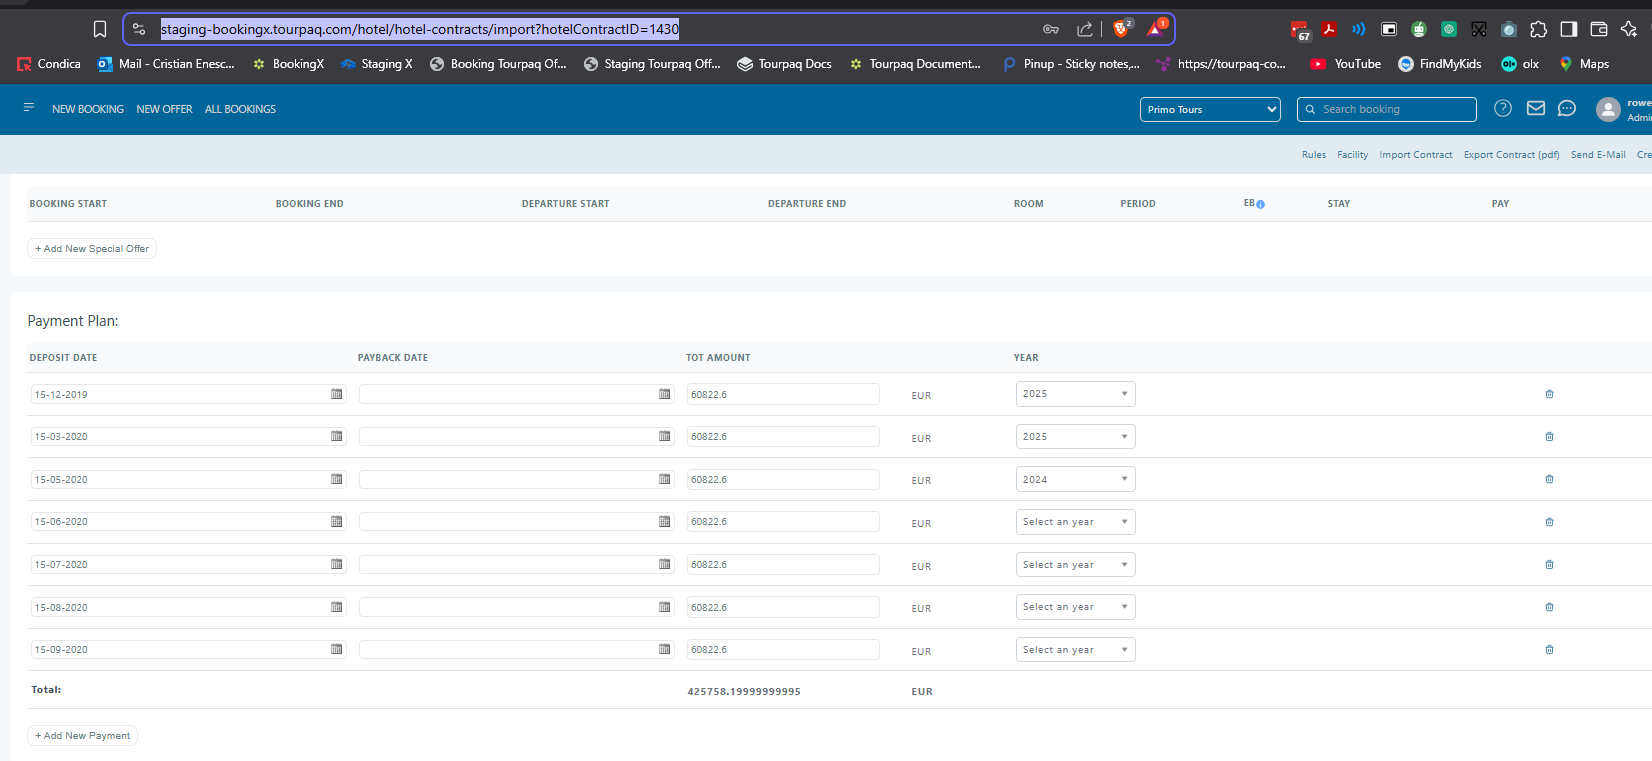 staging-bookingx.tourpaq.com/hotel/hotel-contracts/import?hotelContractID=1430 2 1 67
Condica Mail - Cristian Enesc... BookingX Staging X Booking Tourpaq Of... Staging Tourpaq Off... Tourpaq Docs Tourpaq Document... Pinup - Sticky notes,... https://tourpaq-co... YouTube FindMyKids olx Maps
NEW BOOKING NEW OFFER ALL BOOKINGS Primo Tours Search booking rowe
Admi
Rules Facility Import Contract Export Contract (pdf) Send E-Mail Cre
BOOKING START BOOKING END DEPARTURE START DEPARTURE END ROOM PERIOD EB STAY PAY
+ Add New Special Offer
Payment Plan:
DEPOSIT DATE PAYBACK DATE TOT AMOUNT YEAR
15-12-2019 60822.6 EUR 2025
15-03-2020 60822.6 EUR 2025
15-05-2020 60822.6 EUR 2024
15-06-2020 60822.6 EUR Select an year
15-07-2020 60822.6 EUR Select an year
15-08-2020 60822.6 EUR Select an year
15-09-2020 60822.6 EUR Select an year
Total: 425758.19999999995 EUR
+ Add New Payment